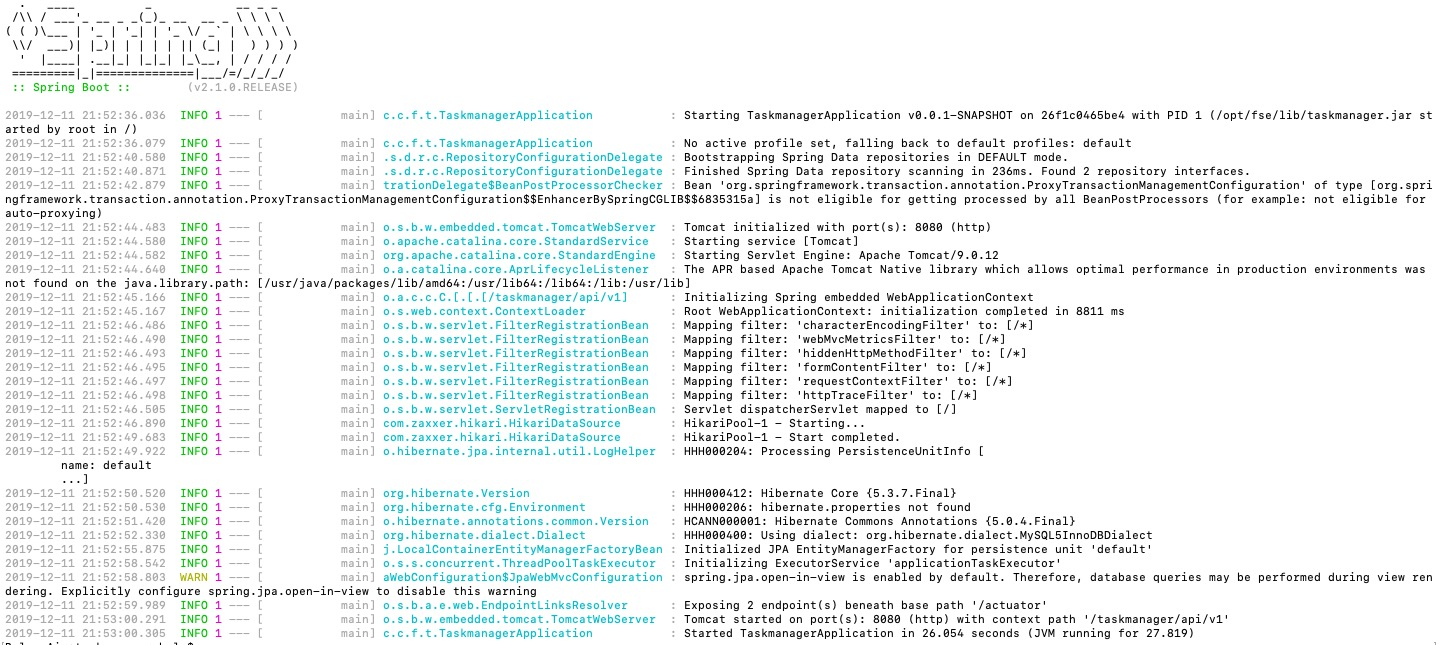 .   ____          _            __ _ _
 /\\ / ___'_ __ _ _(_)_ __  __ _ \ \ \ \
( ( )\___ | '_ | '_| | '_ \/ _` | \ \ \ \
 \\/  ___)| |_)| | | | | || (_| |  ) ) ) )
  '  |____| .__|_| |_|_| |_\__, | / / / /
 =========|_|==============|___/=/_/_/_/
 :: Spring Boot ::        (v2.1.0.RELEASE)
2019-12-11 21:52:36.036  INFO 1 --- [           main] c.c.f.t.TaskmanagerApplication           : Starting TaskmanagerApplication v0.0.1-SNAPSHOT on 26f1c0465be4 with PID 1 (/opt/fse/lib/taskmanager.jar st
arted by root in /)
2019-12-11 21:52:36.079  INFO 1 --- [           main] c.c.f.t.TaskmanagerApplication           : No active profile set, falling back to default profiles: default
2019-12-11 21:52:40.580  INFO 1 --- [           main] .s.d.r.c.RepositoryConfigurationDelegate : Bootstrapping Spring Data repositories in DEFAULT mode.
2019-12-11 21:52:40.871  INFO 1 --- [           main] .s.d.r.c.RepositoryConfigurationDelegate : Finished Spring Data repository scanning in 236ms. Found 2 repository interfaces.
2019-12-11 21:52:42.879  INFO 1 --- [           main] trationDelegate$BeanPostProcessorChecker : Bean 'org.springframework.transaction.annotation.ProxyTransactionManagementConfiguration' of type [org.spri
ngframework.transaction.annotation.ProxyTransactionManagementConfiguration$$EnhancerBySpringCGLIB$$6835315a] is not eligible for getting processed by all BeanPostProcessors (for example: not eligible for
auto-proxying)
2019-12-11 21:52:44.483  INFO 1 --- [           main] o.s.b.w.embedded.tomcat.TomcatWebServer  : Tomcat initialized with port(s): 8080 (http)
2019-12-11 21:52:44.580  INFO 1 --- [           main] o.apache.catalina.core.StandardService   : Starting service [Tomcat]
2019-12-11 21:52:44.582  INFO 1 --- [           main] org.apache.catalina.core.StandardEngine  : Starting Servlet Engine: Apache Tomcat/9.0.12
2019-12-11 21:52:44.640  INFO 1 --- [           main] o.a.catalina.core.AprLifecycleListener   : The APR based Apache Tomcat Native library which allows optimal performance in production environments was
not found on the java.library.path: [/usr/java/packages/lib/amd64:/usr/lib64:/lib64:/lib:/usr/lib]
2019-12-11 21:52:45.166  INFO 1 --- [           main] o.a.c.c.C.[.[.[/taskmanager/api/v1]      : Initializing Spring embedded WebApplicationContext
2019-12-11 21:52:45.167  INFO 1 --- [           main] o.s.web.context.ContextLoader            : Root WebApplicationContext: initialization completed in 8811 ms
2019-12-11 21:52:46.486  INFO 1 --- [           main] o.s.b.w.servlet.FilterRegistrationBean   : Mapping filter: 'characterEncodingFilter' to: [/*]
2019-12-11 21:52:46.490  INFO 1 --- [           main] o.s.b.w.servlet.FilterRegistrationBean   : Mapping filter: 'webMvcMetricsFilter' to: [/*]
2019-12-11 21:52:46.493  INFO 1 --- [           main] o.s.b.w.servlet.FilterRegistrationBean   : Mapping filter: 'hiddenHttpMethodFilter' to: [/*]
2019-12-11 21:52:46.495  INFO 1 --- [           main] o.s.b.w.servlet.FilterRegistrationBean   : Mapping filter: 'formContentFilter' to: [/*]
2019-12-11 21:52:46.497  INFO 1 --- [           main] o.s.b.w.servlet.FilterRegistrationBean   : Mapping filter: 'requestContextFilter' to: [/*]
2019-12-11 21:52:46.498  INFO 1 --- [           main] o.s.b.w.servlet.FilterRegistrationBean   : Mapping filter: 'httpTraceFilter' to: [/*]
2019-12-11 21:52:46.505  INFO 1 --- [           main] o.s.b.w.servlet.ServletRegistrationBean  : Servlet dispatcherServlet mapped to [/]
2019-12-11 21:52:46.890  INFO 1 --- [           main] com.zaxxer.hikari.HikariDataSource       : HikariPool-1 - Starting...
2019-12-11 21:52:49.683  INFO 1 --- [           main] com.zaxxer.hikari.HikariDataSource       : HikariPool-1 - Start completed.
2019-12-11 21:52:49.922  INFO 1 --- [           main] o.hibernate.jpa.internal.util.LogHelper  : HHH000204: Processing PersistenceUnitInfo [
        name: default
        ...]
2019-12-11 21:52:50.520  INFO 1 --- [           main] org.hibernate.Version                    : HHH000412: Hibernate Core {5.3.7.Final}
2019-12-11 21:52:50.530  INFO 1 --- [           main] org.hibernate.cfg.Environment            : HHH000206: hibernate.properties not found
2019-12-11 21:52:51.420  INFO 1 --- [           main] o.hibernate.annotations.common.Version   : HCANN000001: Hibernate Commons Annotations {5.0.4.Final}
2019-12-11 21:52:52.330  INFO 1 --- [           main] org.hibernate.dialect.Dialect            : HHH000400: Using dialect: org.hibernate.dialect.MySQL5InnoDBDialect
2019-12-11 21:52:55.875  INFO 1 --- [           main] j.LocalContainerEntityManagerFactoryBean : Initialized JPA EntityManagerFactory for persistence unit 'default'
2019-12-11 21:52:58.542  INFO 1 --- [           main] o.s.s.concurrent.ThreadPoolTaskExecutor  : Initializing ExecutorService 'applicationTaskExecutor'
2019-12-11 21:52:58.803  WARN 1 --- [           main] aWebConfiguration$JpaWebMvcConfiguration : spring.jpa.open-in-view is enabled by default. Therefore, database queries may be performed during view ren
dering. Explicitly configure spring.jpa.open-in-view to disable this warning
2019-12-11 21:52:59.989  INFO 1 --- [           main] o.s.b.a.e.web.EndpointLinksResolver      : Exposing 2 endpoint(s) beneath base path '/actuator'
2019-12-11 21:53:00.291  INFO 1 --- [           main] o.s.b.w.embedded.tomcat.TomcatWebServer  : Tomcat started on port(s): 8080 (http) with context path '/taskmanager/api/v1'
2019-12-11 21:53:00.305  INFO 1 --- [           main] c.c.f.t.TaskmanagerApplication           : Started TaskmanagerApplication in 26.054 seconds (JVM running for 27.819)